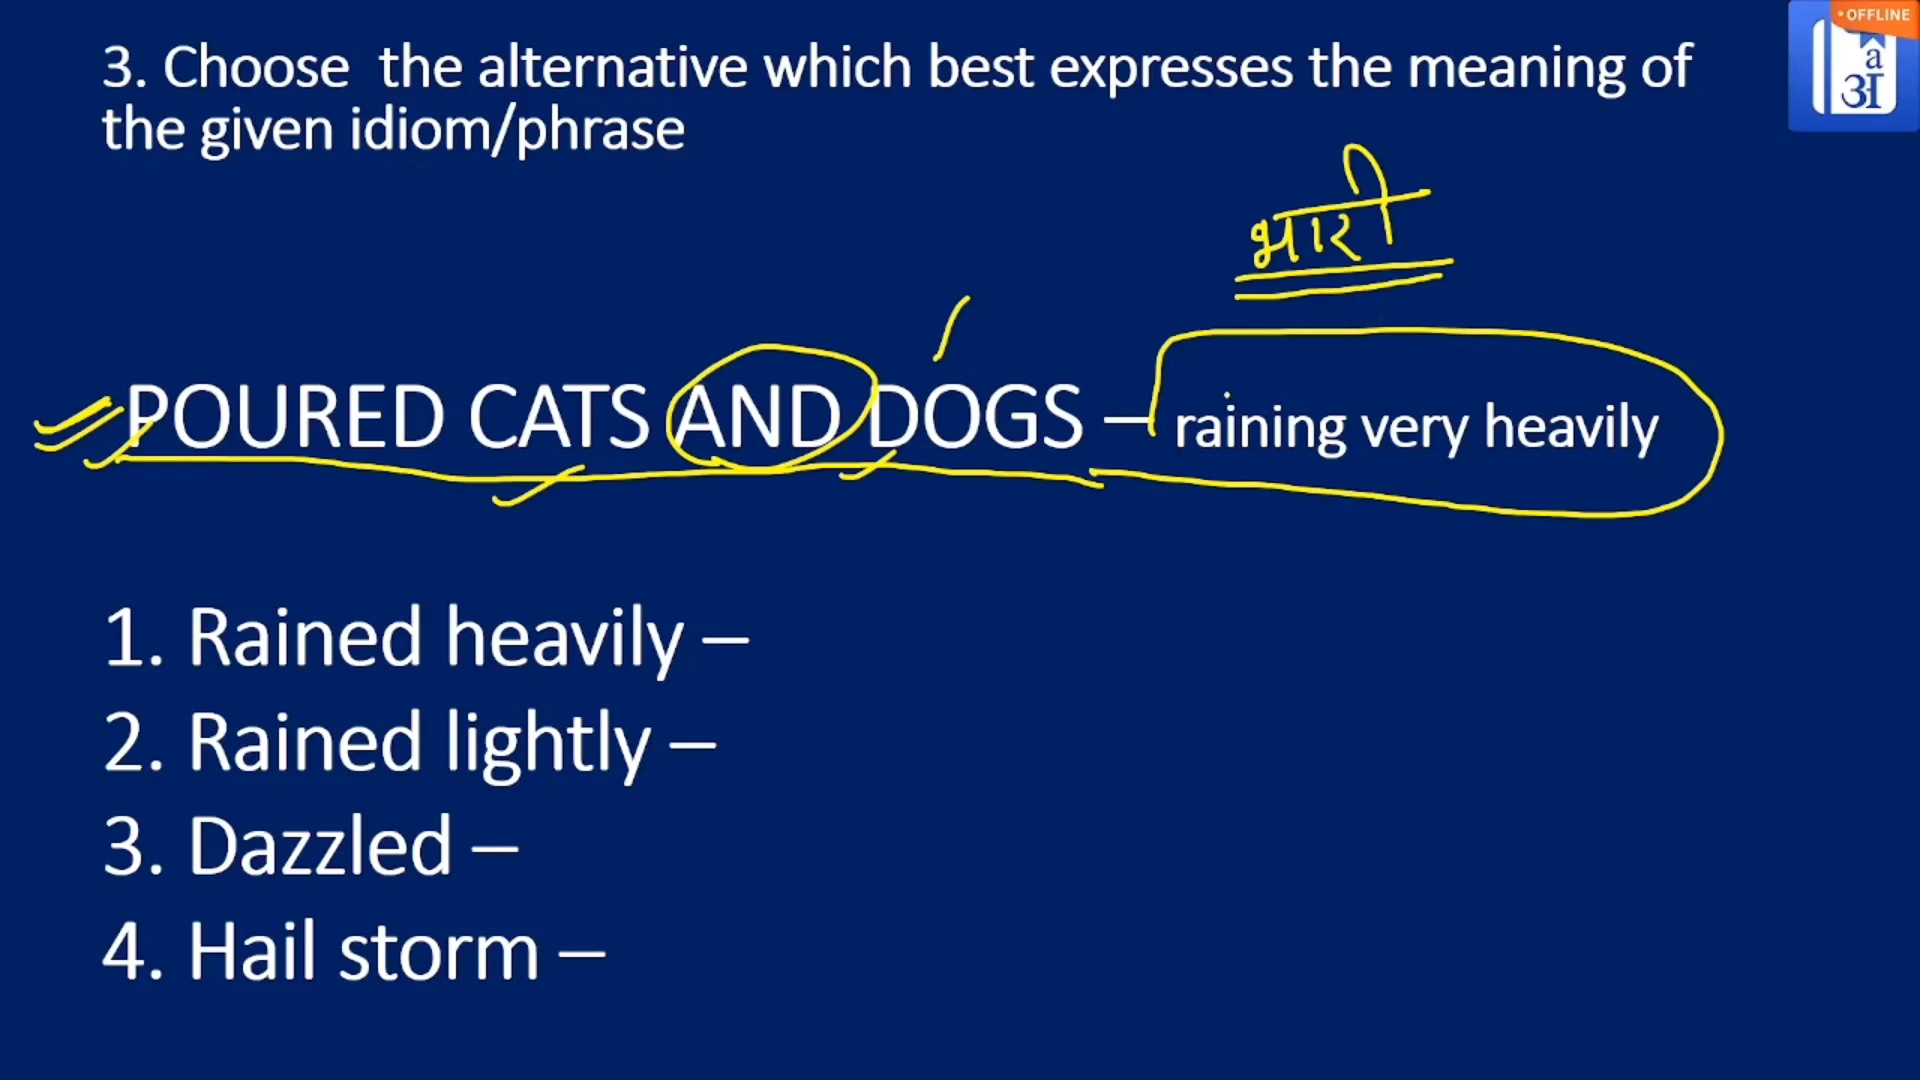 • OFFLINE
a
अ
3. Choose the alternative which best expresses the meaning of
the given idiom/phrase
भारी
POURED CATS AND DOGS – raining very heavily
1. Rained heavily –
2. Rained lightly –
3. Dazzled –
4. Hail storm –